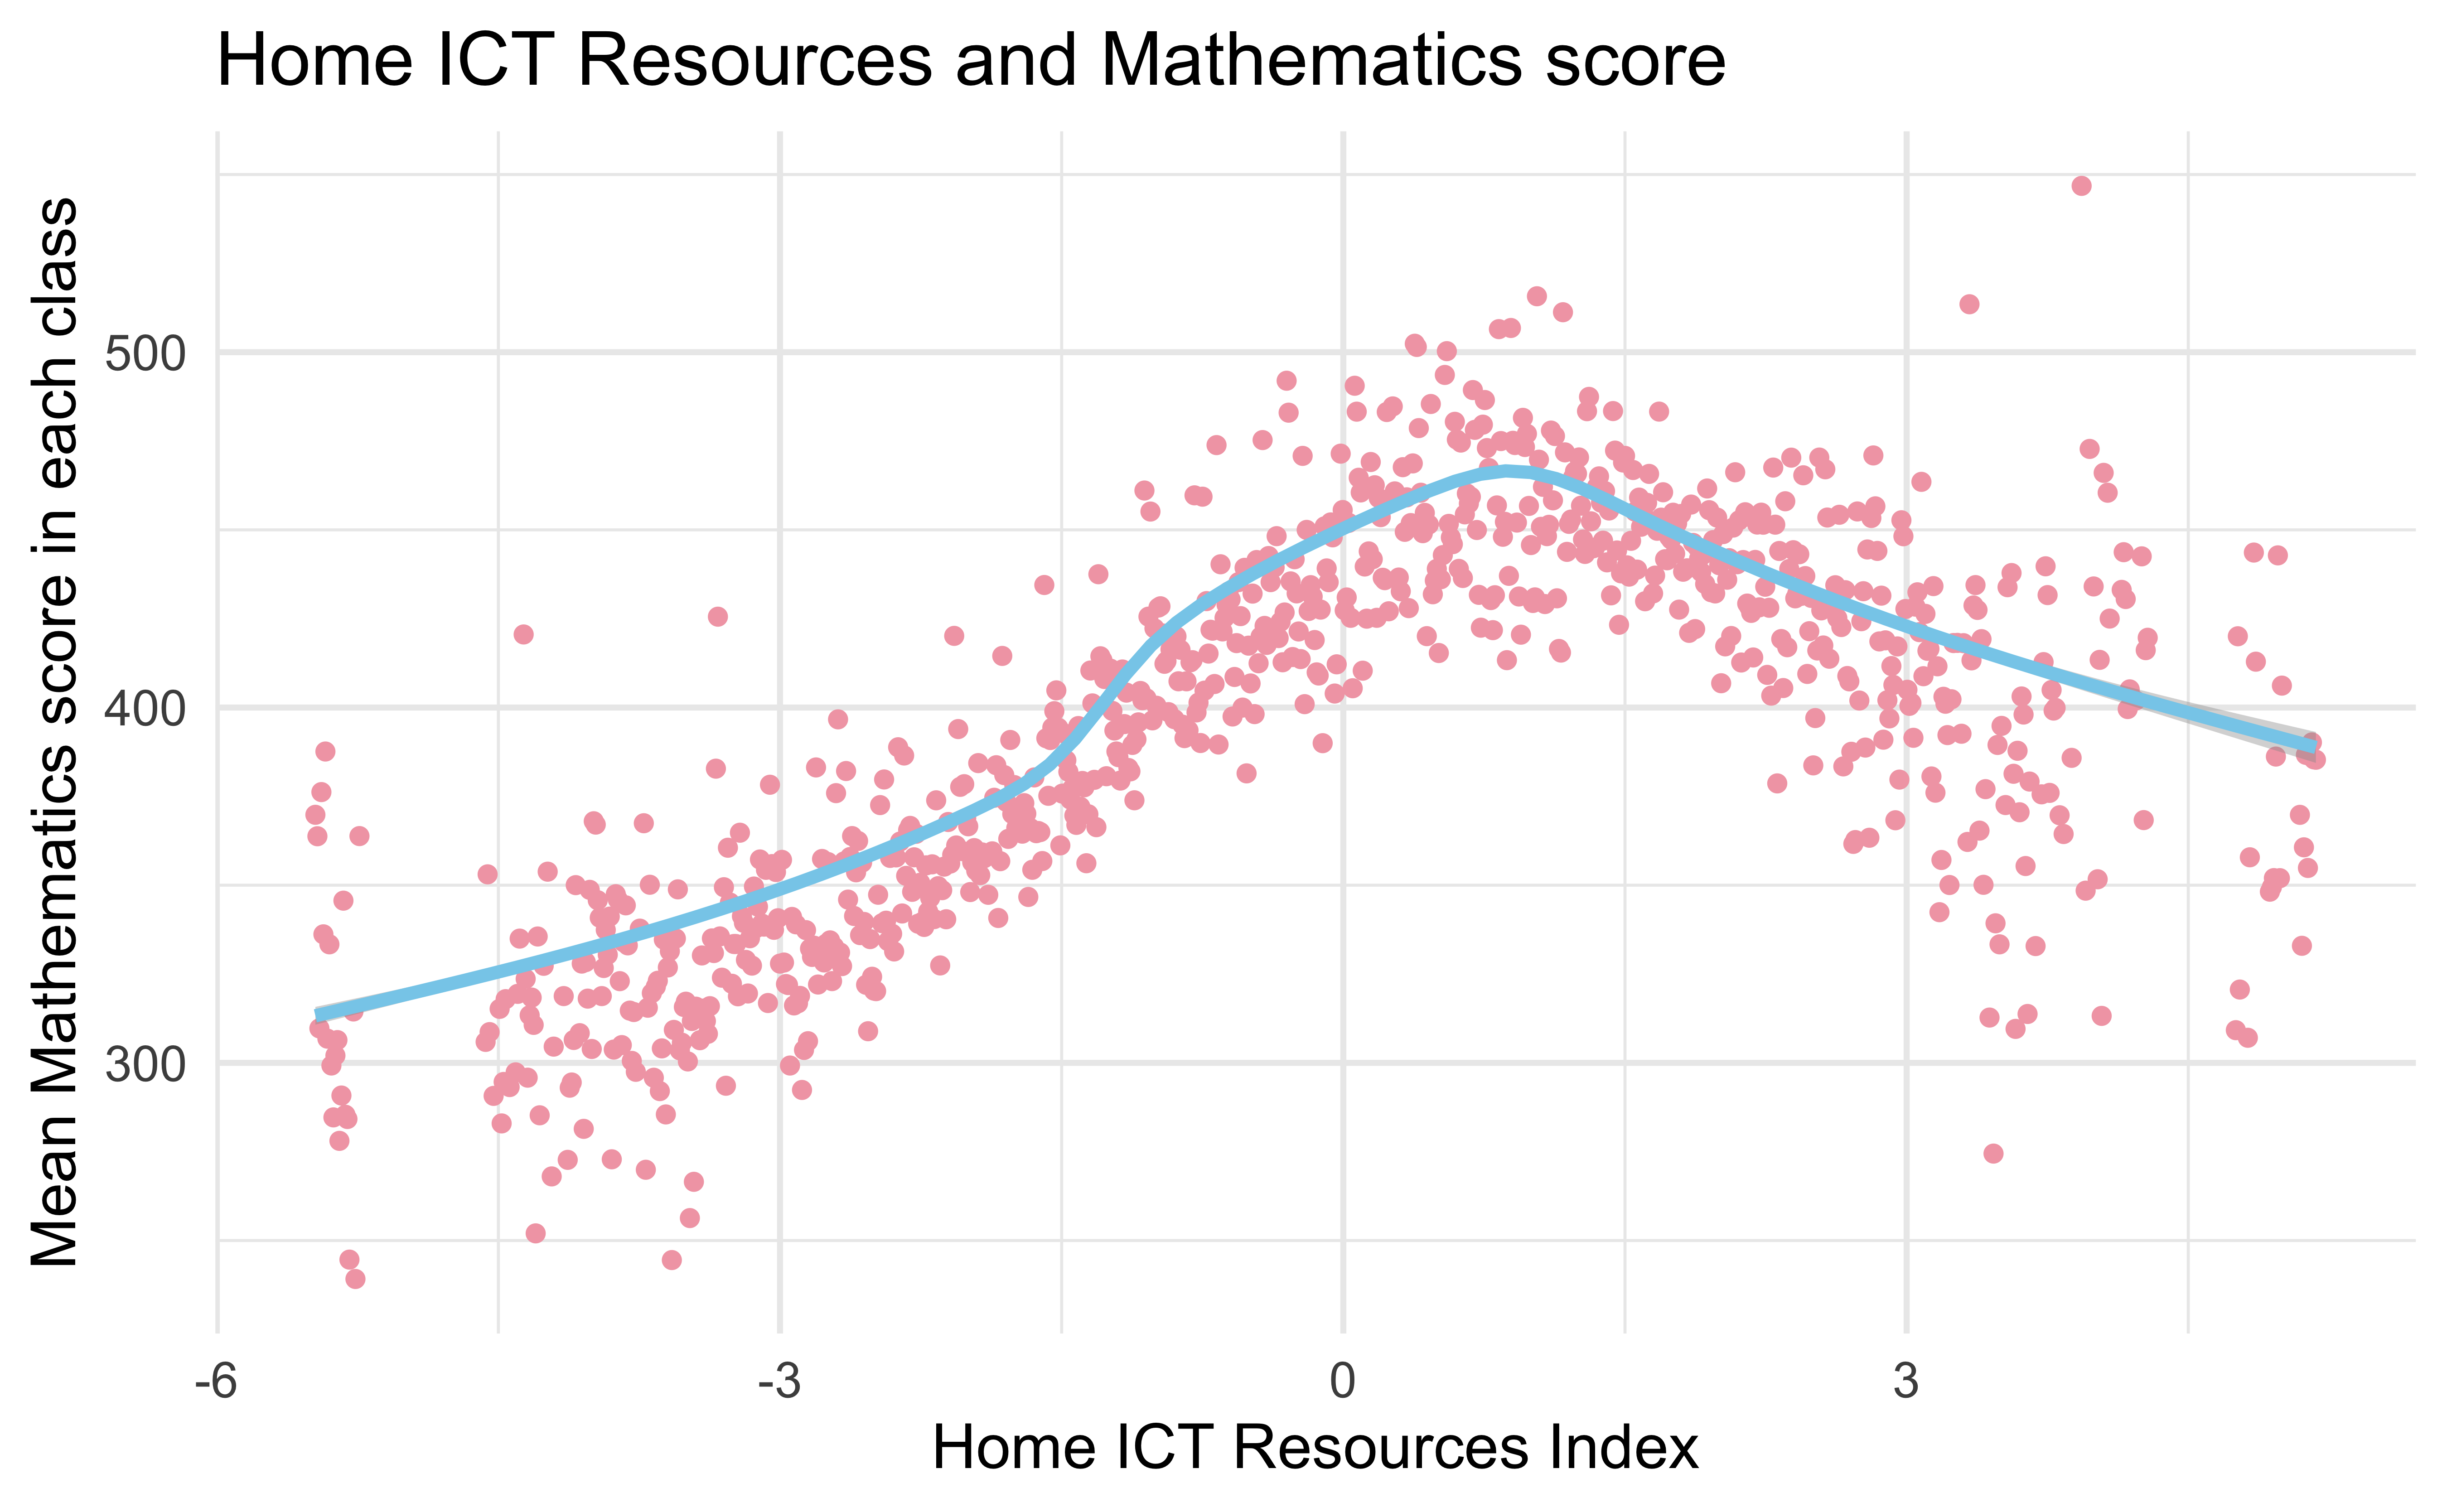 Home ICT Resources and Mathematics score
Mean Mathematics score in each class
500
400
300
-6
-3
0
3
Home ICT Resources Index